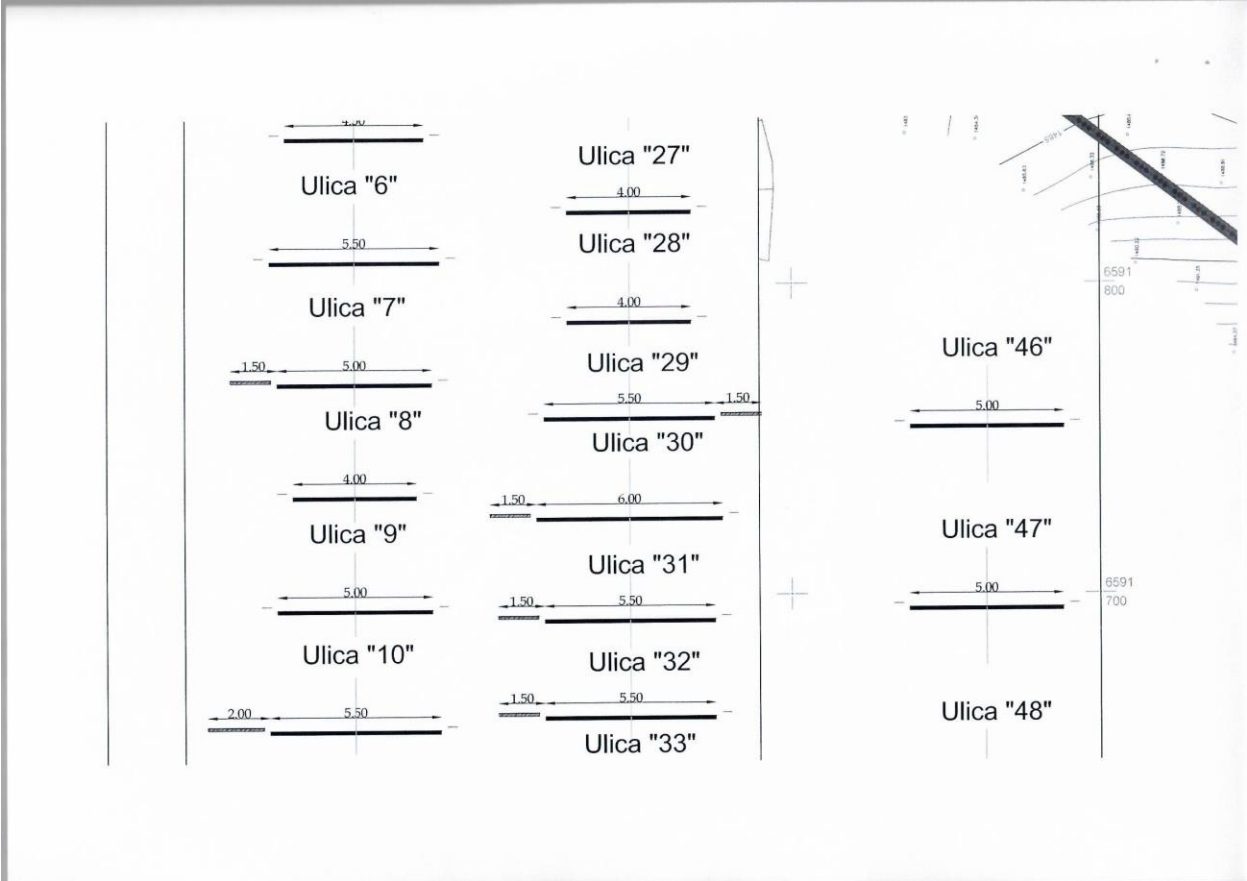 4.50
Ulica "6"
5.50
Ulica "7"
1.50 5.00
Ulica "8"
4.00
Ulica "9"
5.00
Ulica "10"
2.00 5.50
Ulica "27"
4.00
Ulica "28"
4.00
Ulica "29"
5.50 1.50
Ulica "30"
1.50 6.00
Ulica "31"
1.50 5.50
Ulica "32"
1.50 5.50
Ulica "33"
1485
6591
800
Ulica "46"
5.00
Ulica "47"
5.00
6591
700
Ulica "48"